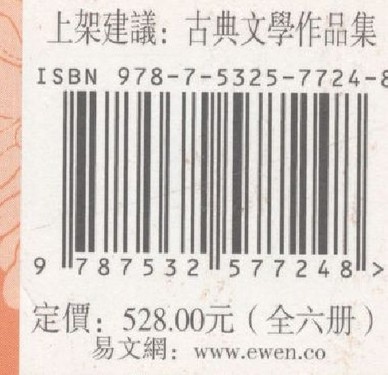 上架建議：古典文學作品集
ISBN 978-7-5325-7724-8
9 787532 577248 >
定價：528.00元（全六册）
易文網：www.ewen.co